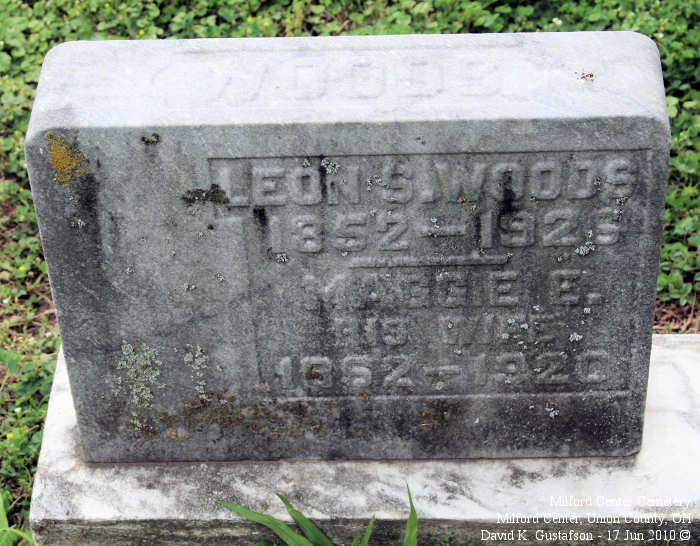 WOODS
LEON S. WOODS
1852 – 1926
MAGGIE E.
HIS WIFE
1862 – 1920
Milford Center Cemetery
Milford Center, Union County, OH
David K. Gustafson - 17 Jun 2010 ©